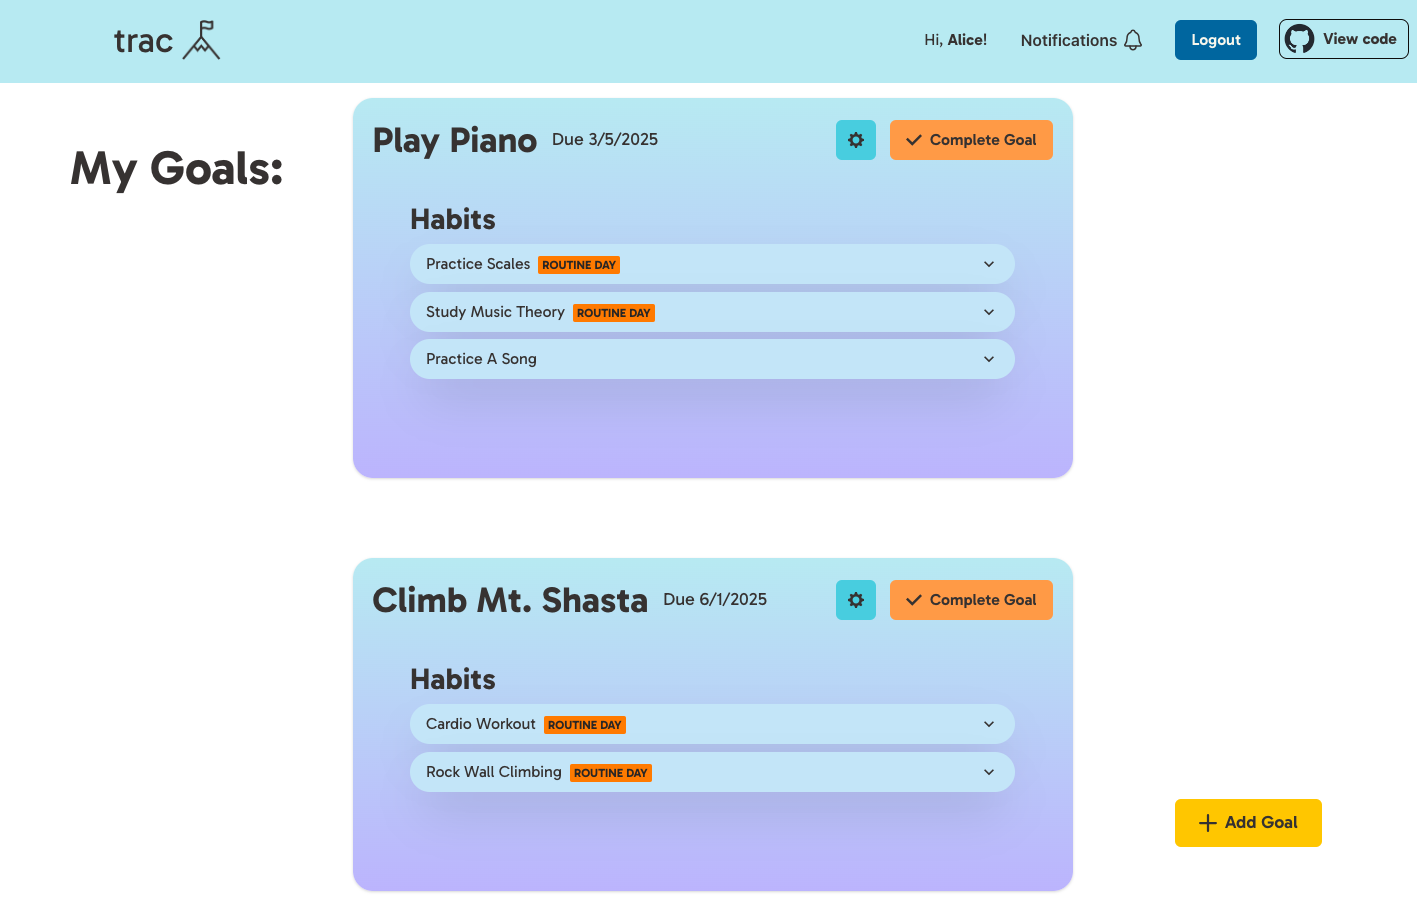 trac
Hi, Alice!
Notifications
Logout
View code
My Goals:
Play Piano
Due 3/5/2025
Complete Goal
Habits
Practice Scales ROUTINE DAY
Study Music Theory ROUTINE DAY
Practice A Song
Climb Mt. Shasta
Due 6/1/2025
Complete Goal
Habits
Cardio Workout ROUTINE DAY
Rock Wall Climbing ROUTINE DAY
Add Goal